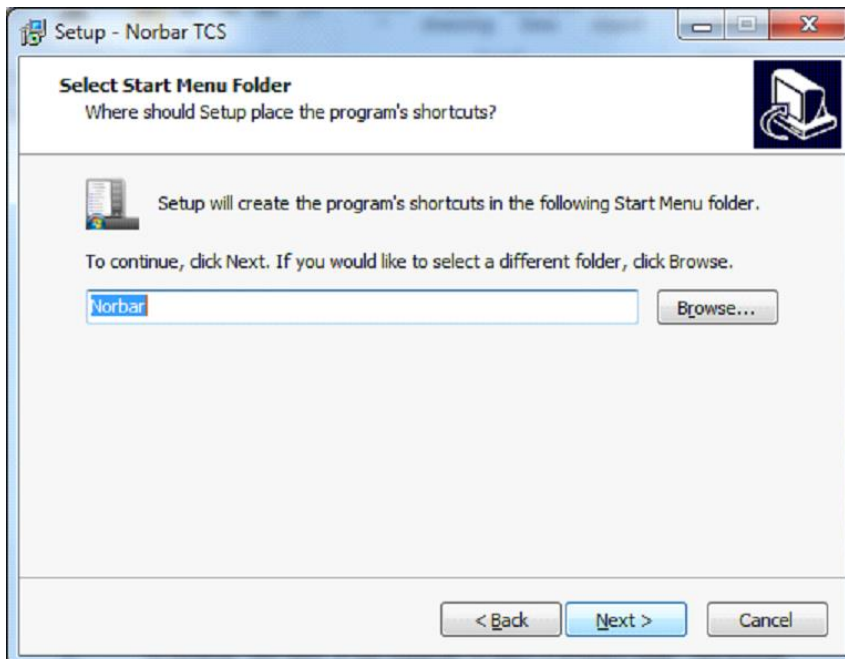 Setup - Norbar TCS
Select Start Menu Folder
Where should Setup place the program's shortcuts?
Setup will create the program's shortcuts in the following Start Menu folder.
To continue, click Next. If you would like to select a different folder, click Browse.
Norbar
Browse...
< Back
Next >
Cancel